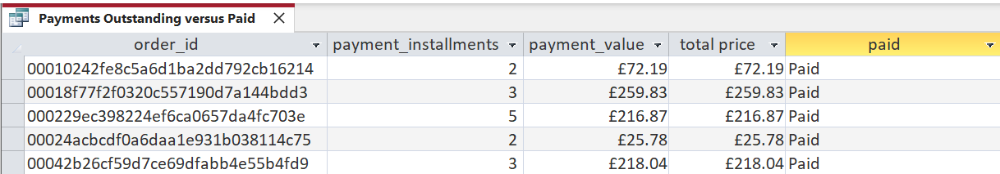 Payments Outstanding versus Paid
order_id payment_installments payment_value total price paid
00010242fe8c5a6d1ba2dd792cb16214 2 £72.19 £72.19 Paid
00018f77f2f0320c557190d7a144bdd3 3 £259.83 £259.83 Paid
000229ec398224ef6ca0657da4fc703e 5 £216.87 £216.87 Paid
00024acbcdf0a6daa1e931b038114c75 2 £25.78 £25.78 Paid
00042b26cf59d7ce69dfabb4e55b4fd9 3 £218.04 £218.04 Paid